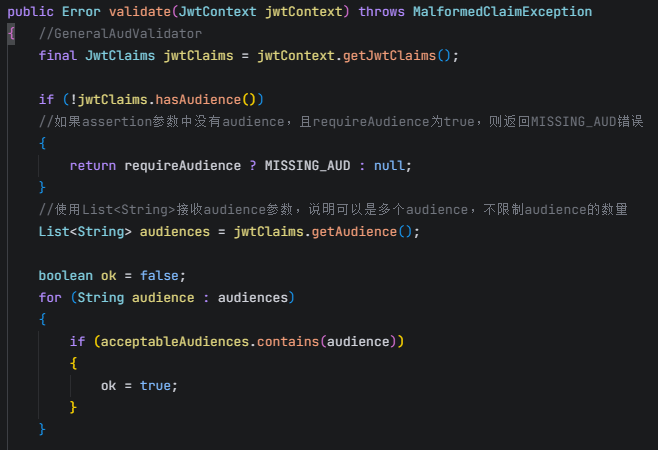 public Error validate(JwtContext jwtContext) throws MalformedClaimException
{ //GeneralAudValidator
final JwtClaims jwtClaims = jwtContext.getJwtClaims();
if (!jwtClaims.hasAudience())
//如果assertion参数中没有audience，且requireAudience为true，则返回MISSING_AUD错误
{
return requireAudience ? MISSING_AUD : null;
}
//使用List<String>接收audience参数，说明可以是多个audience，不限制audience的数量
List<String> audiences = jwtClaims.getAudience();
boolean ok = false;
for (String audience : audiences)
{
if (acceptableAudiences.contains(audience))
{
ok = true;
}
}